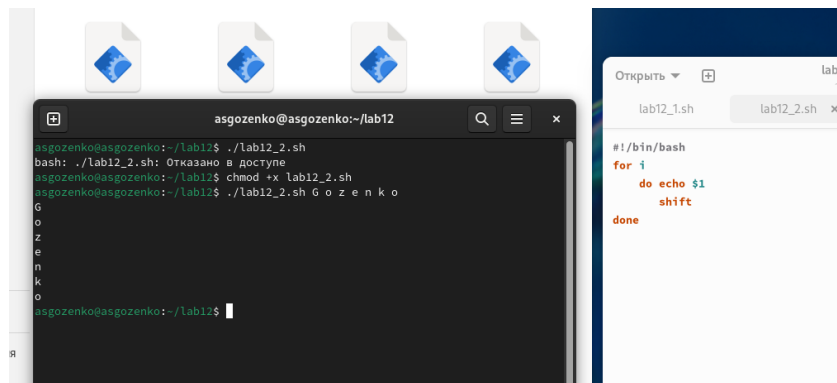 asgozenko@asgozenko:~/lab12
asgozenko@asgozenko:~/lab12$ ./lab12_2.sh
bash: ./lab12_2.sh: Отказано в доступе
asgozenko@asgozenko:~/lab12$ chmod +x lab12_2.sh
asgozenko@asgozenko:~/lab12$ ./lab12_2.sh G o z e n k o
G
o
z
e
n
k
o
asgozenko@asgozenko:~/lab12$
я
Открыть
lab
lab12_1.sh
lab12_2.sh
#!/bin/bash
for i
do echo $1
shift
done